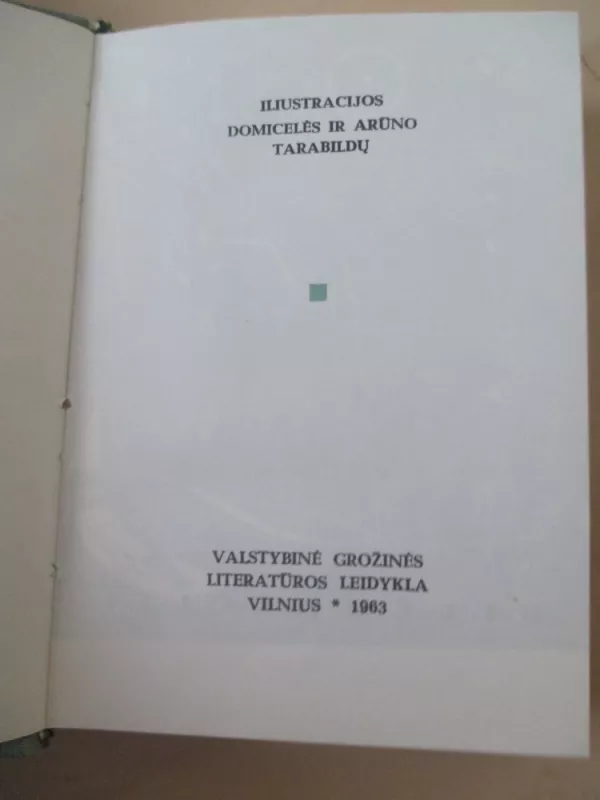 ILIUSTRACIJOS
DOMICELĖS IR ARŪNO
TARABILDŲ
VALSTYBINĖ GROŽINĖS
LITERATŪROS LEIDYKLA
VILNIUS * 1963